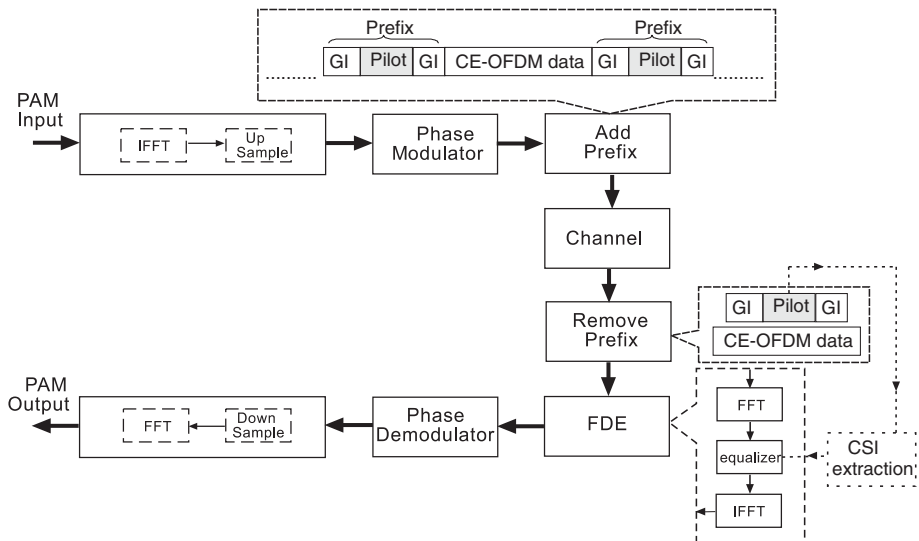 Prefix Prefix
GI Pilot GI CE-OFDM data GI Pilot GI
PAM
Input
IFFT
Up
Sample
Phase
Modulator
Add
Prefix
Channel
Remove
Prefix
GI Pilot GI
CE-OFDM data
PAM
Output
FFT
Down
Sample
Phase
Demodulator
FDE
FFT
equalizer
IFFT
CSI
extraction